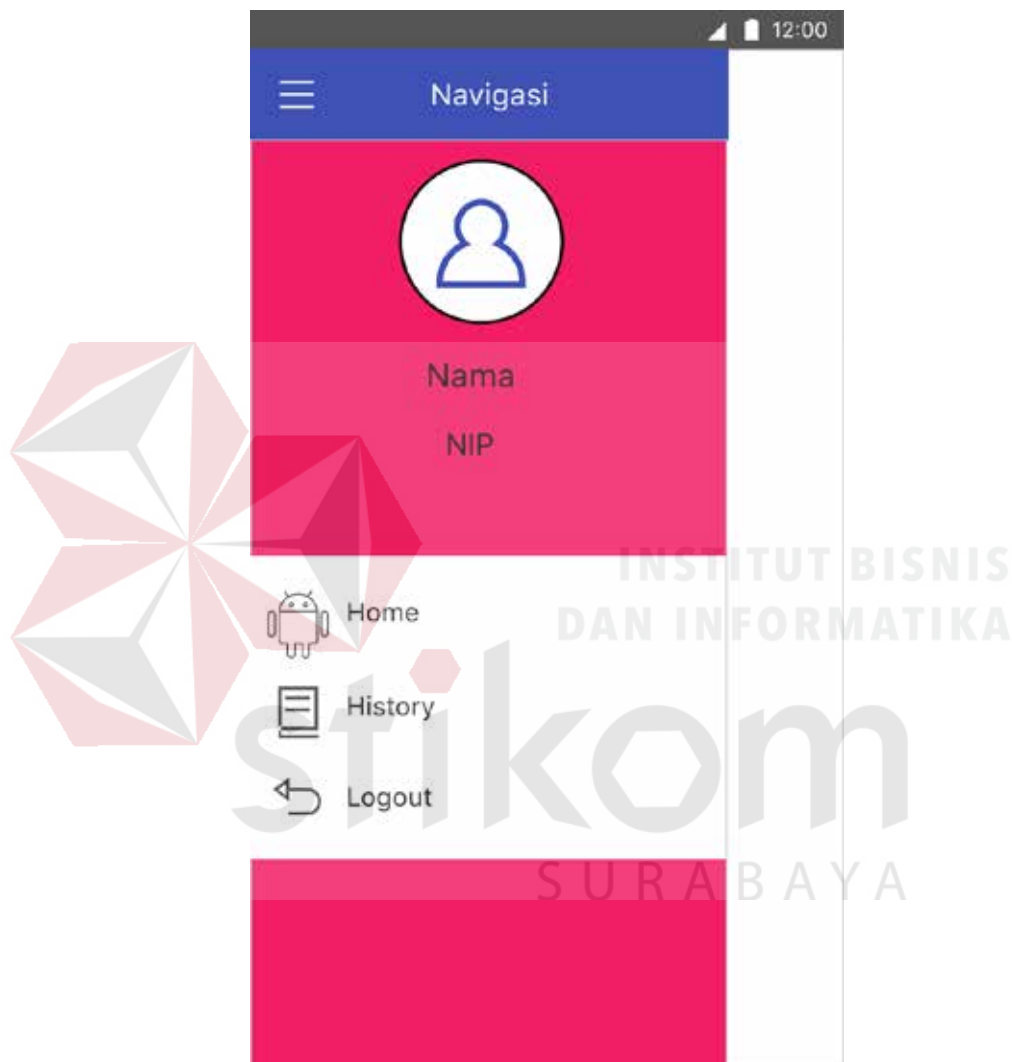 12:00
Navigasi
Nama
NIP
INSTITUT BISNIS
DAN INFORMATIKA
Home
History
stikom
Logout
SURABAYA